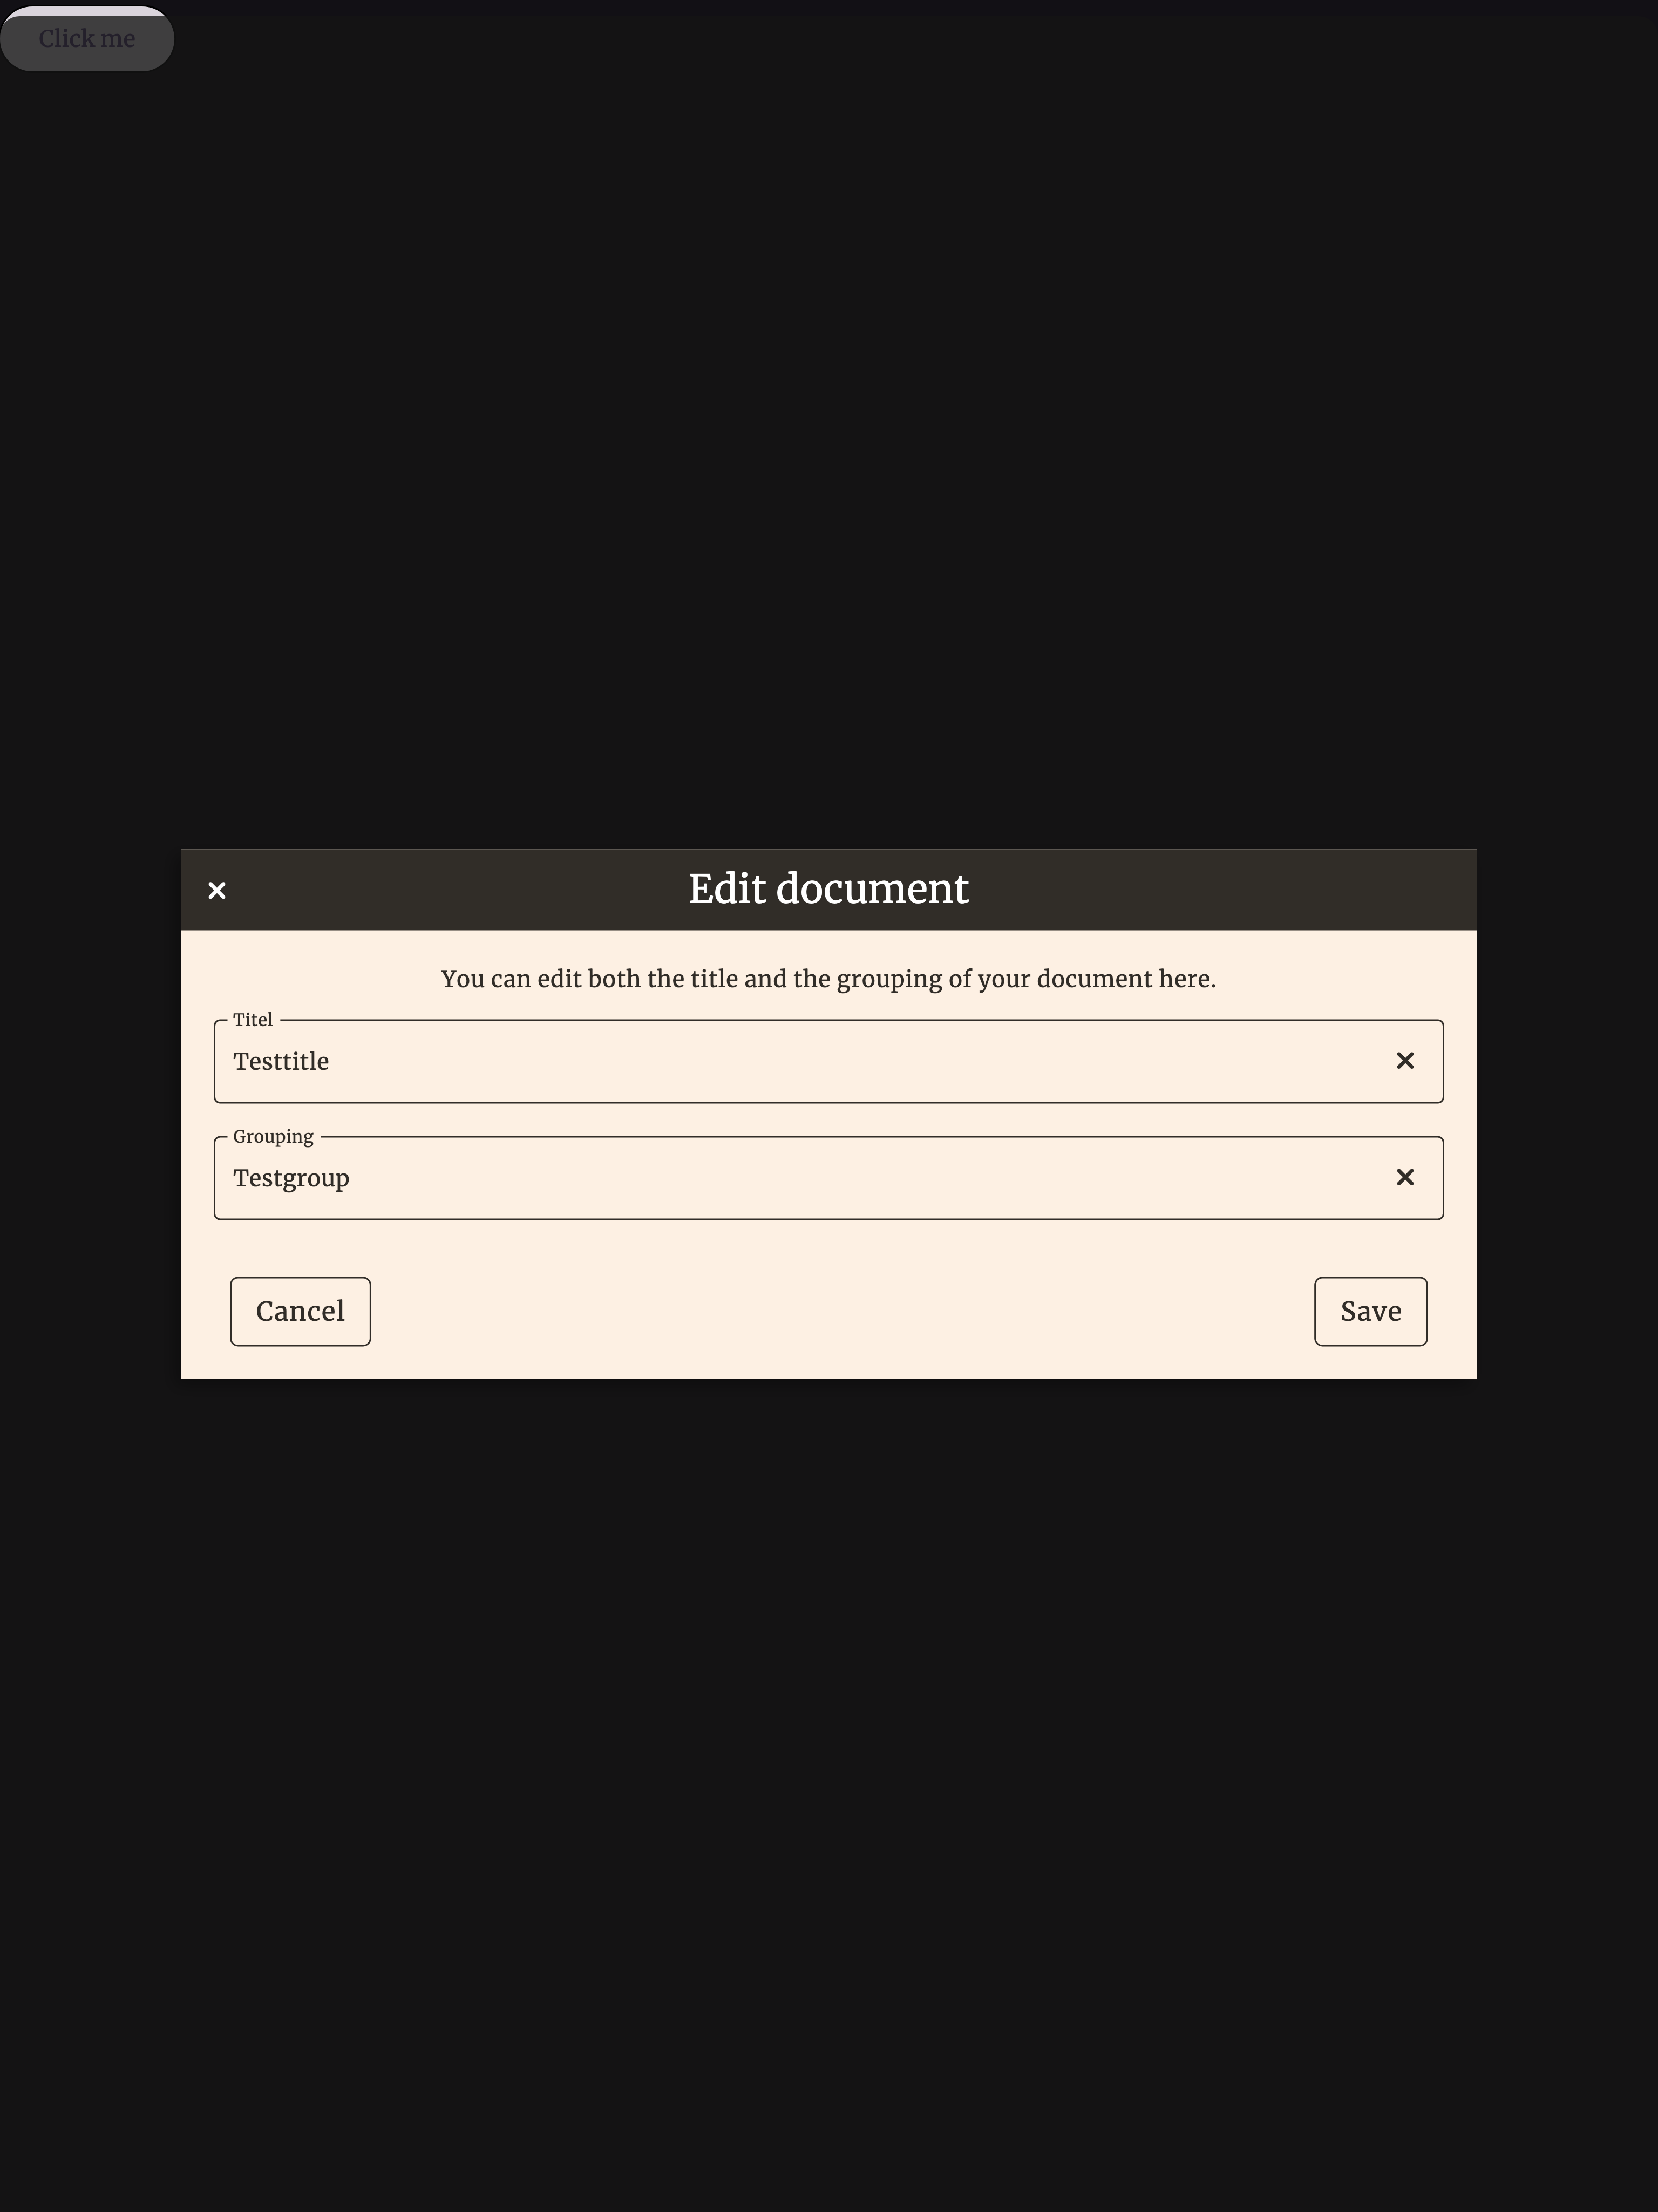 Click me
Edit document
You can edit both the title and the grouping of your document here.
Titel
Testtitle
Grouping
Testgroup
Cancel
Save